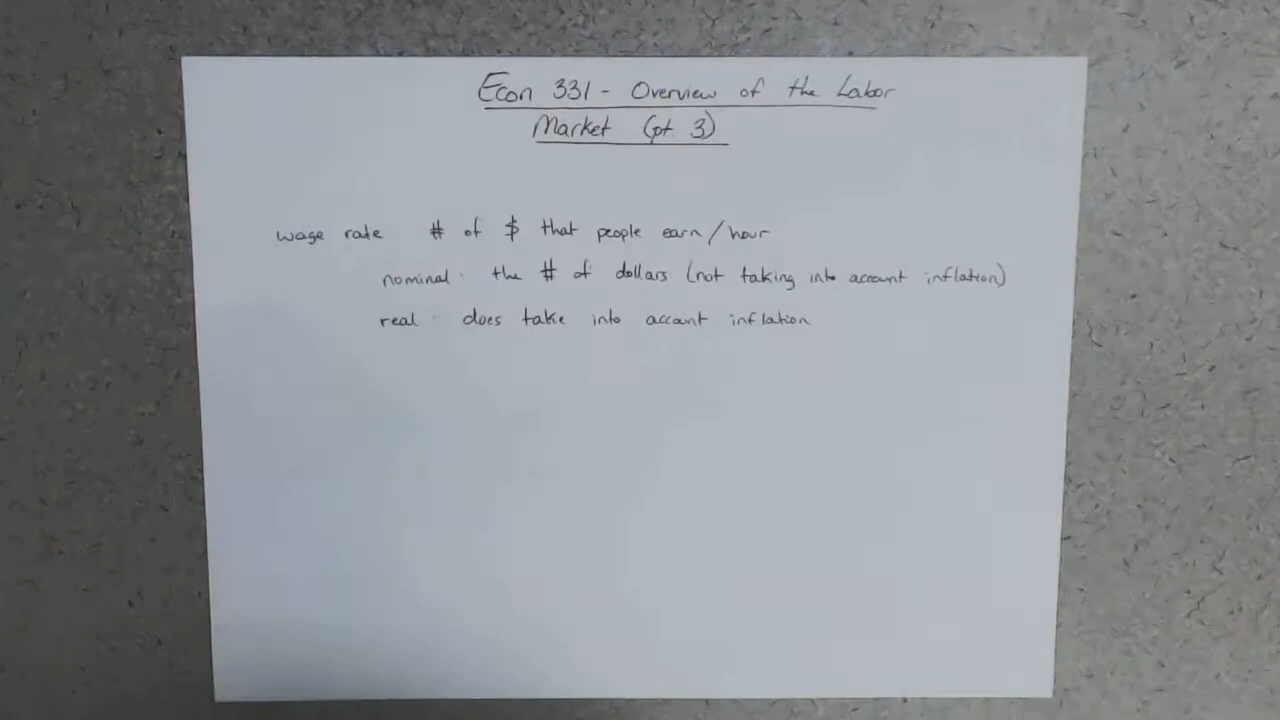 Econ 331 - Overview of the Labor
Market (pt. 3)
wage rate # of $ that people earn/hour
nominal: the # of dollars (not taking into account inflation)
real: does take into account inflation